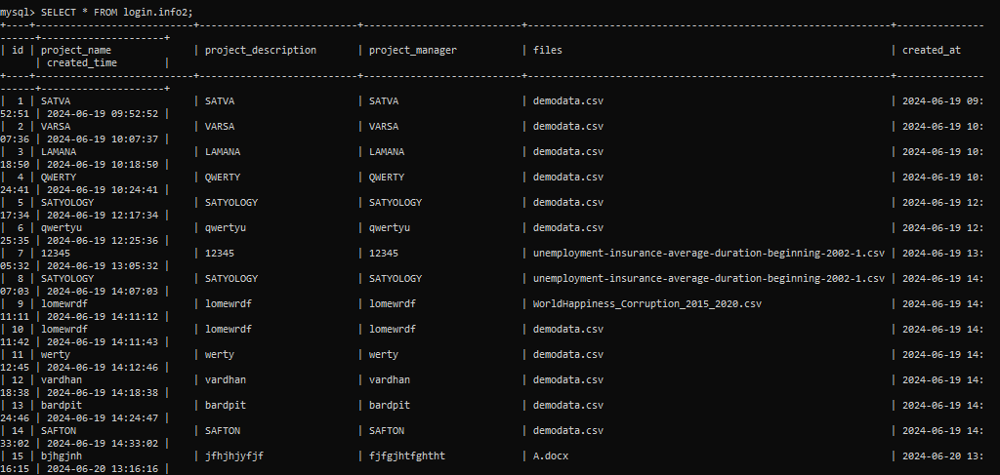 mysql> SELECT * FROM login.info2;
+----+--------------------------+---------------------------+---------------------------+--------------------------------------------------------------+---------------
------+---------------------+
| id | project_name | project_description | project_manager | files | created_at
| created_time |
+----+--------------------------+---------------------------+---------------------------+--------------------------------------------------------------+---------------
------+---------------------+
| 1 | SATVA | SATVA | SATVA | demodata.csv | 2024-06-19 09:
52:51 | 2024-06-19 09:52:52 |
| 2 | VARSA | VARSA | VARSA | demodata.csv | 2024-06-19 10:
07:36 | 2024-06-19 10:07:37 |
| 3 | LAMANA | LAMANA | LAMANA | demodata.csv | 2024-06-19 10:
18:50 | 2024-06-19 10:18:50 |
| 4 | QWERTY | QWERTY | QWERTY | demodata.csv | 2024-06-19 10:
24:41 | 2024-06-19 10:24:41 |
| 5 | SATYOLOGY | SATYOLOGY | SATYOLOGY | demodata.csv | 2024-06-19 12:
17:34 | 2024-06-19 12:17:34 |
| 6 | qwertyu | qwertyu | qwertyu | demodata.csv | 2024-06-19 12:
25:35 | 2024-06-19 12:25:36 |
| 7 | 12345 | 12345 | 12345 | unemployment-insurance-average-duration-beginning-2002-1.csv | 2024-06-19 13:
05:32 | 2024-06-19 13:05:32 |
| 8 | SATYOLOGY | SATYOLOGY | SATYOLOGY | unemployment-insurance-average-duration-beginning-2002-1.csv | 2024-06-19 14:
07:03 | 2024-06-19 14:07:03 |
| 9 | lomewrdf | lomewrdf | lomewrdf | WorldHappiness_Corruption_2015_2020.csv | 2024-06-19 14:
11:11 | 2024-06-19 14:11:12 |
| 10 | lomewrdf | lomewrdf | lomewrdf | demodata.csv | 2024-06-19 14:
11:42 | 2024-06-19 14:11:43 |
| 11 | werty | werty | werty | demodata.csv | 2024-06-19 14:
12:45 | 2024-06-19 14:12:46 |
| 12 | vardhan | vardhan | vardhan | demodata.csv | 2024-06-19 14:
18:38 | 2024-06-19 14:18:38 |
| 13 | bardpit | bardpit | bardpit | demodata.csv | 2024-06-19 14:
24:46 | 2024-06-19 14:24:47 |
| 14 | SAFTON | SAFTON | SAFTON | demodata.csv | 2024-06-19 14:
33:02 | 2024-06-19 14:33:02 |
| 15 | bjhgjnh | jfhjhjyfjf | fjfgjhtfghtht | A.docx | 2024-06-20 13:
16:15 | 2024-06-20 13:16:16 |